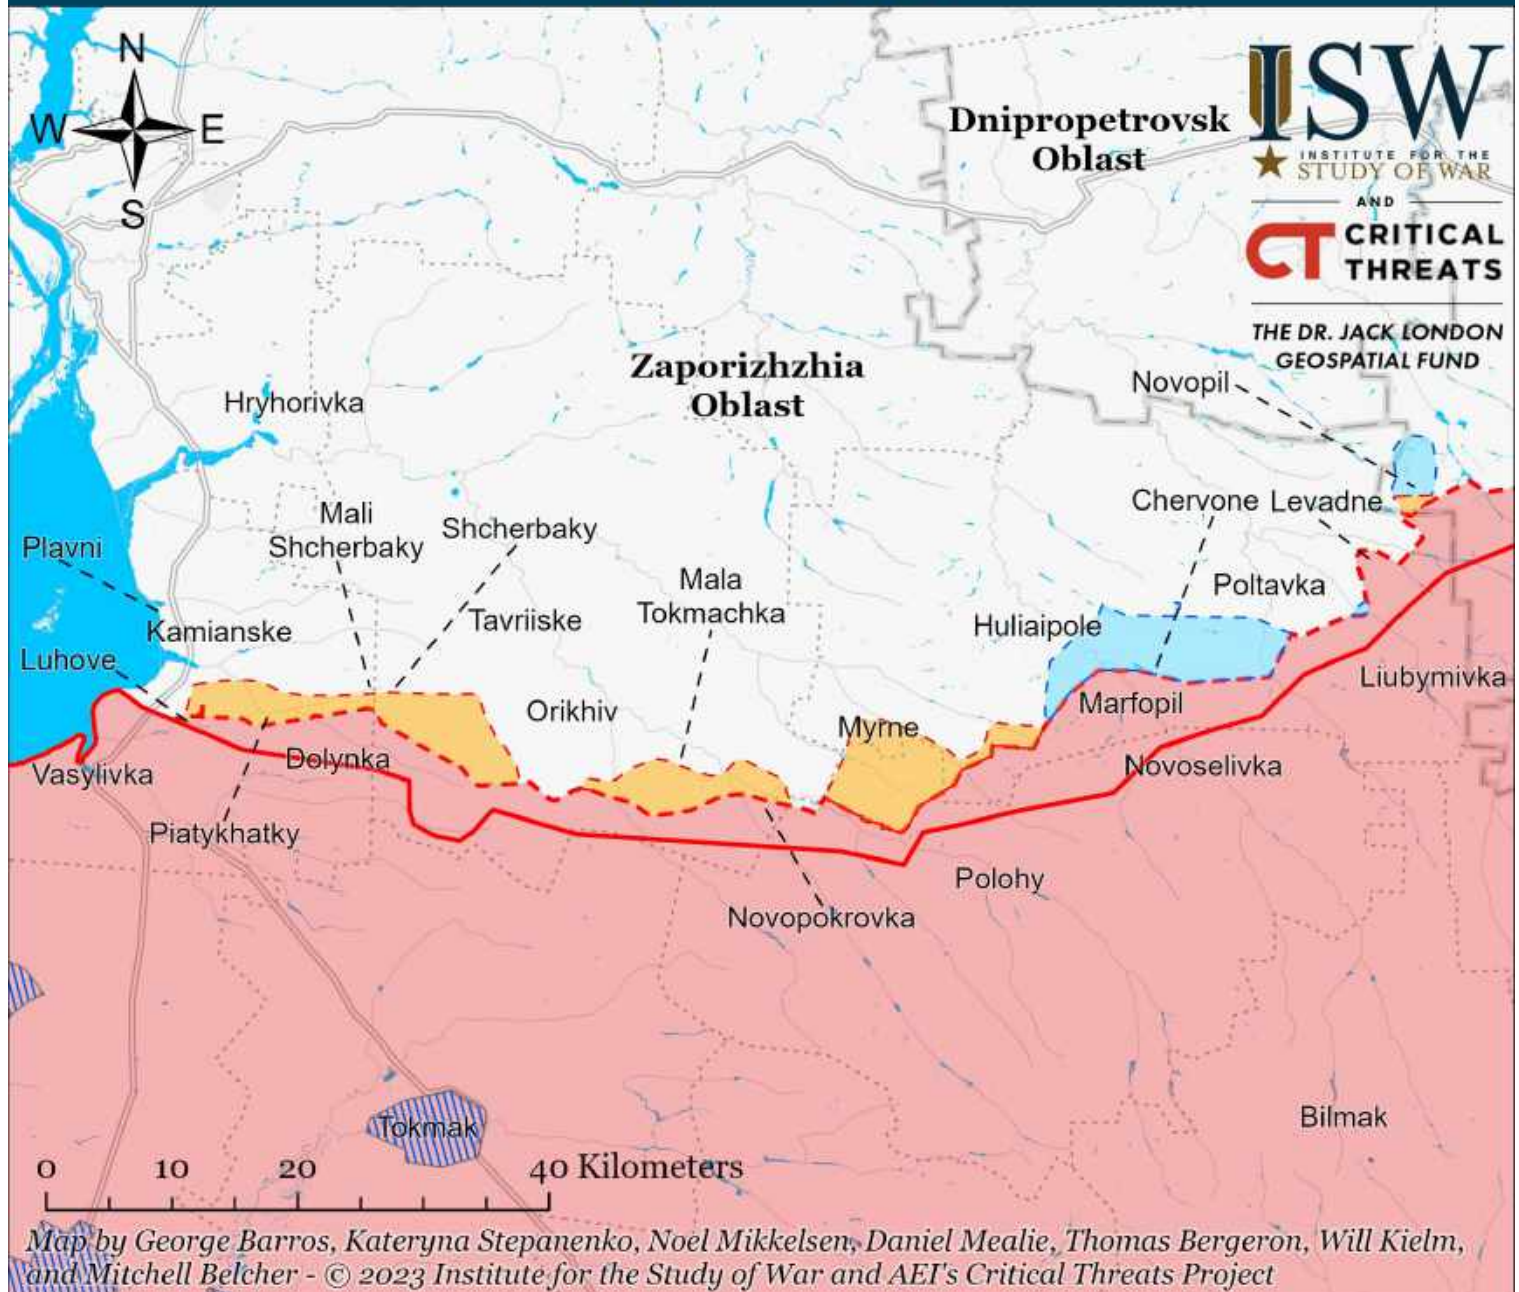 N
W E
S
Dnipropetrovsk
Oblast
ISW
INSTITUTE FOR THE
STUDY OF WAR
AND
CT CRITICAL
THREATS
THE DR. JACK LONDON
GEOSPATIAL FUND
Zaporizhzhia
Oblast
Novopil
Hryhorivka
Chervone
Levadne
Mali
Shcherbaky
Shcherbaky
Plavni
Mala
Tokmachka
Poltavka
Tavriiske
Huliaipole
Kamianske
Luhove
Liubymivka
Orikhiv
Marfopil
Myrne
Dolynka
Vasylivka
Novoselivka
Piatykhatky
Polohy
Novopokrovka
Tokmak
Bilmak
0 10 20 40 Kilometers
Map by George Barros, Kateryna Stepanenko, Noel Mikkelsen, Daniel Mealie, Thomas Bergeron, Will Kielm,
and Mitchell Belcher - © 2023 Institute for the Study of War and AEI's Critical Threats Project